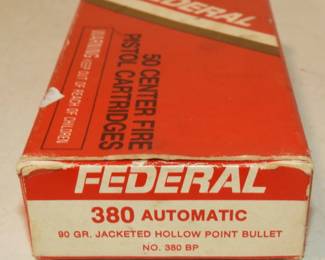 FEDERAL
50 CENTER FIRE
PISTOL CARTRIDGES
WARNING: KEEP OUT OF REACH OF CHILDREN
FEDERAL
380 AUTOMATIC
90 GR. JACKETED HOLLOW POINT BULLET
NO. 380 BP